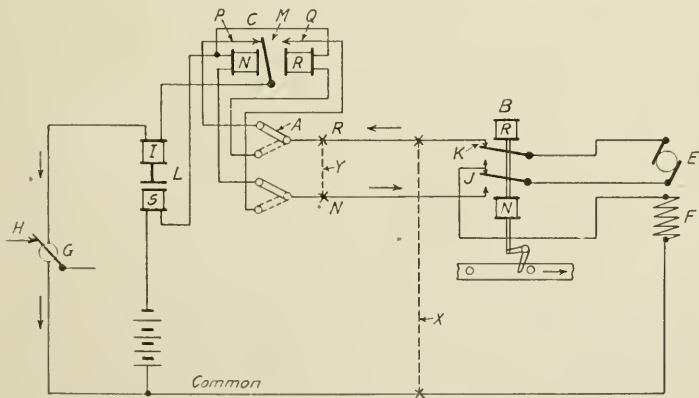 P C M Q
N R
A R B
R
K
E
I Y
L J
S N N F
H G
X
Common